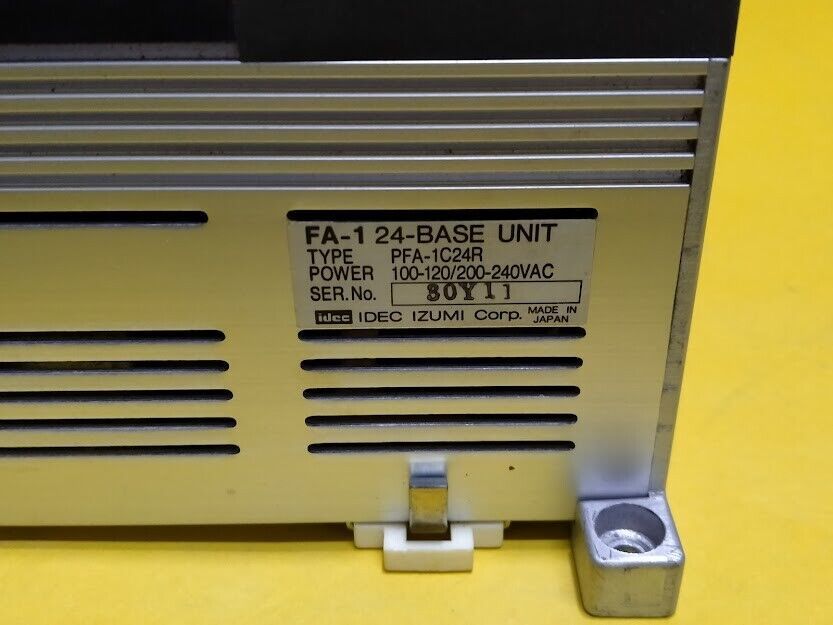 FA-1 24-BASE UNIT
TYPE PFA-1C24R
POWER 100-120/200-240VAC
SER.No. 80Y11
idec IDEC IZUMI Corp. MADE IN JAPAN